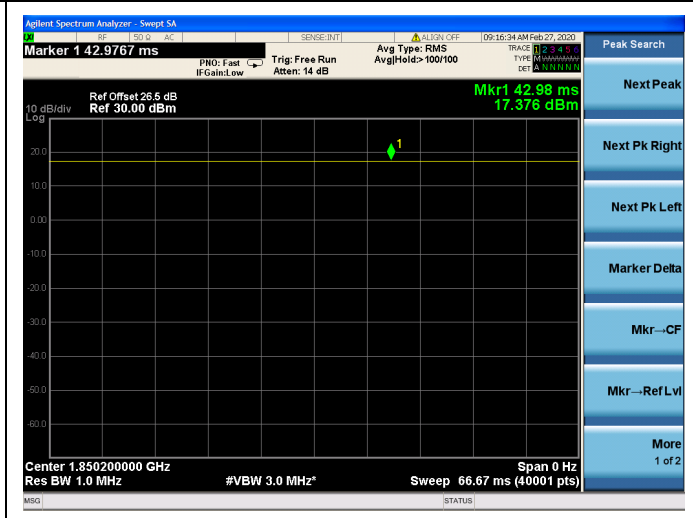 Agilent Spectrum Analyzer - Swept SA
RF 50 Ω AC SENSE:INT ALIGN OFF 09:16:34 AM Feb 27, 2020
Marker 1 42.9767 ms
PNO: Fast
IFGain:Low
Trig: Free Run
Atten: 14 dB
Avg Type: RMS
Avg|Hold:>100/100
TRACE 1 2 3 4 5 6
TYPE M
DET A N N N N N
Peak Search
Next Peak
Next Pk Right
Next Pk Left
Marker Delta
Mkr→CF
Mkr→Ref Lvl
More
1 of 2
Mkr1 42.98 ms
17.376 dBm
Ref Offset 26.5 dB
10 dB/div Ref 30.00 dBm
Log
1
20.0
10.0
0.00
-10.0
-20.0
-30.0
-40.0
-50.0
-60.0
Center 1.850200000 GHz Span 0 Hz
Res BW 1.0 MHz #VBW 3.0 MHz* Sweep 66.67 ms (40001 pts)
MSG STATUS